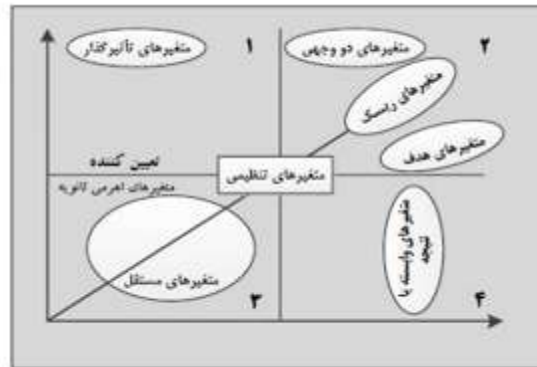 ۱
متغیرهای تأثیرگذار
۲
متغیرهای دو وجهی
متغیرهای ریسک
متغیرهای هدف
تعیین کننده
متغیرهای تنظیمی
متغیرهای اهرمی ثانویه
متغیرهای وابسته یا
نتیجه
متغیرهای مستقل
۳
۴